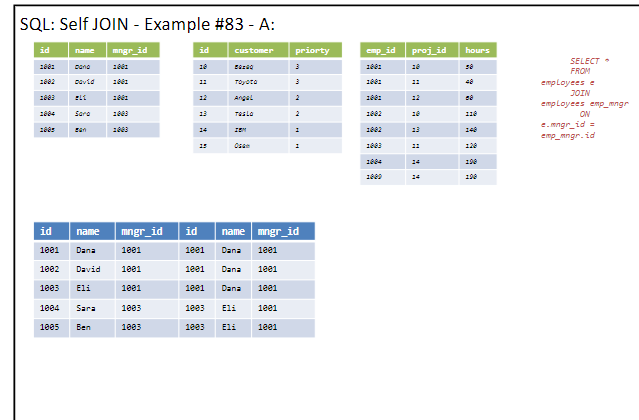 SQL: Self JOIN - Example #83 - A:
id name mngr_id
1001 Dana 1001
1002 David 1001
1003 Eli 1001
1004 Sara 1003
1005 Ben 1003
id customer priorty
10 Bezeq 3
11 Toyota 3
12 Angel 2
13 Tesla 2
14 IBM 1
15 Osem 1
emp_id proj_id hours
1001 10 50
1001 11 40
1001 12 60
1002 10 110
1002 13 140
1003 11 120
1004 14 190
1009 14 190
SELECT *
FROM
employees e
JOIN
employees emp_mngr
ON
e.mngr_id =
emp_mngr.id
id name mngr_id id name mngr_id
1001 Dana 1001 1001 Dana 1001
1002 David 1001 1001 Dana 1001
1003 Eli 1001 1001 Dana 1001
1004 Sara 1003 1003 Eli 1001
1005 Ben 1003 1003 Eli 1001